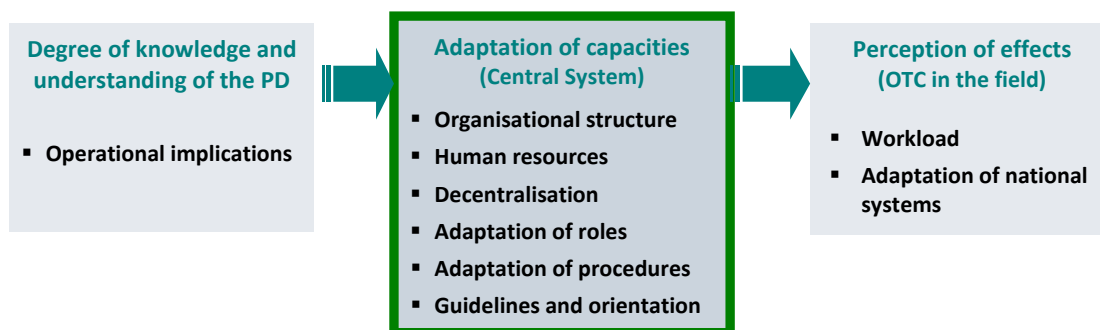 Degree of knowledge and
understanding of the PD
▪ Operational implications
Adaptation of capacities
(Central System)
▪ Organisational structure
▪ Human resources
▪ Decentralisation
▪ Adaptation of roles
▪ Adaptation of procedures
▪ Guidelines and orientation
Perception of effects
(OTC in the field)
▪ Workload
▪ Adaptation of national
systems